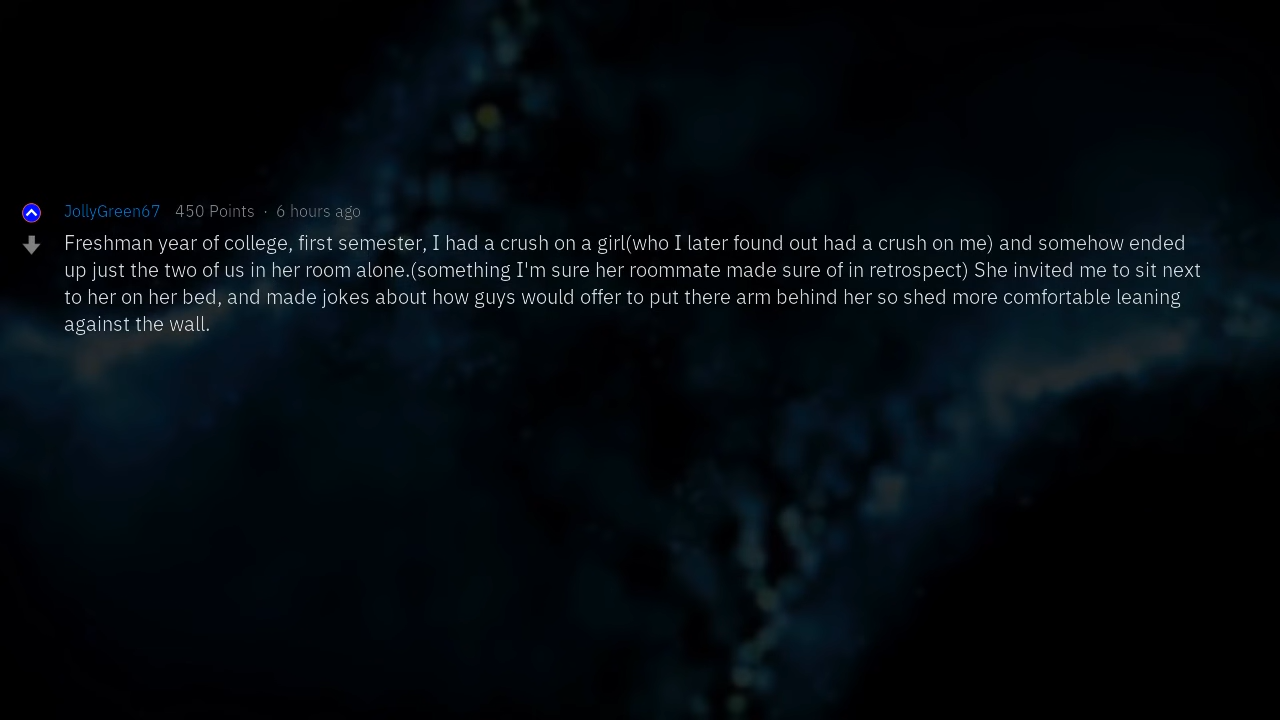 JollyGreen67 450 Points · 6 hours ago
Freshman year of college, first semester, I had a crush on a girl(who I later found out had a crush on me) and somehow ended
up just the two of us in her room alone.(something I'm sure her roommate made sure of in retrospect) She invited me to sit next
to her on her bed, and made jokes about how guys would offer to put there arm behind her so shed more comfortable leaning
against the wall.